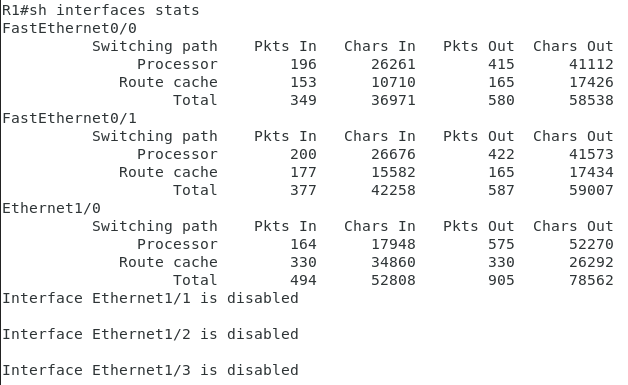 R1#sh interfaces stats
FastEthernet0/0
          Switching path    Pkts In   Chars In   Pkts Out  Chars Out
               Processor        196      26261        415      41112
             Route cache        153      10710        165      17426
                   Total        349      36971        580      58538
FastEthernet0/1
          Switching path    Pkts In   Chars In   Pkts Out  Chars Out
               Processor        200      26676        422      41573
             Route cache        177      15582        165      17434
                   Total        377      42258        587      59007
Ethernet1/0
          Switching path    Pkts In   Chars In   Pkts Out  Chars Out
               Processor        164      17948        575      52270
             Route cache        330      34860        330      26292
                   Total        494      52808        905      78562
Interface Ethernet1/1 is disabled

Interface Ethernet1/2 is disabled

Interface Ethernet1/3 is disabled